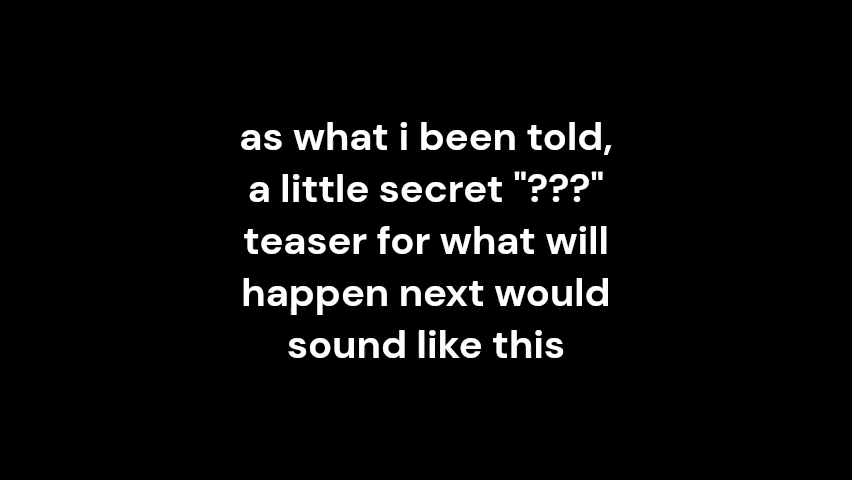 as what i been told,
a little secret "???"
teaser for what will
happen next would
sound like this